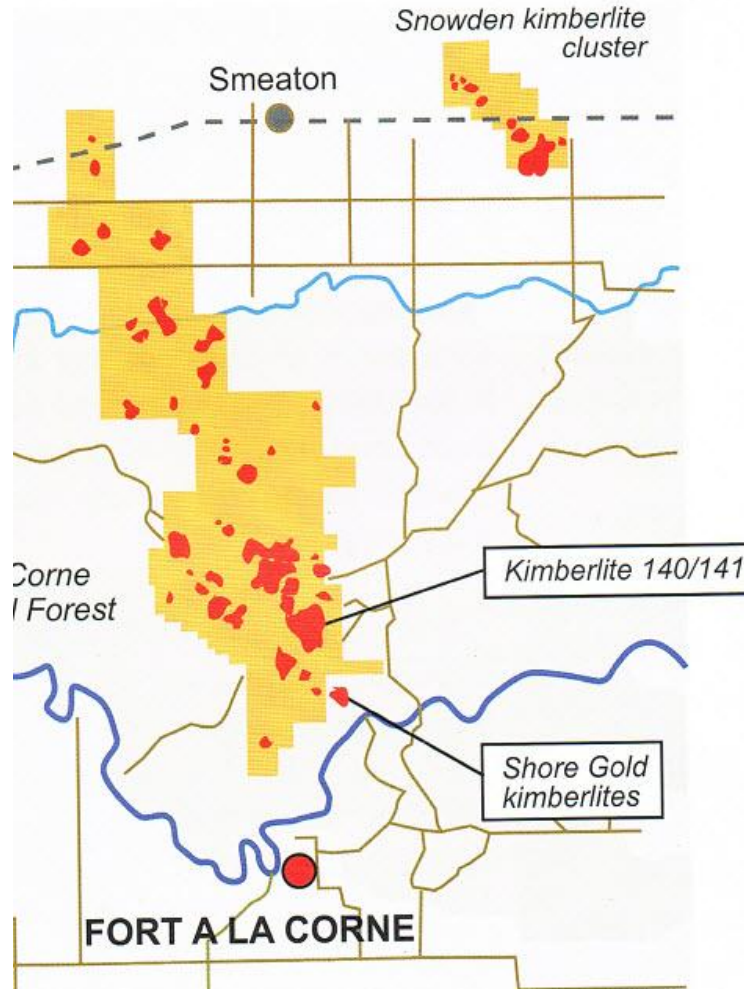 Snowden kimberlite
cluster
Smeaton
Corne
Forest
Kimberlite 140/141
Shore Gold
kimberlites
FORT A LA CORNE